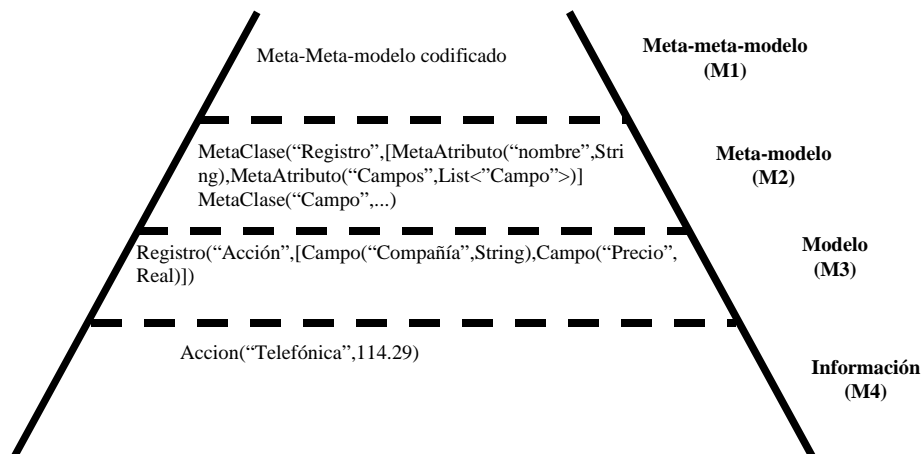 Meta-Meta-modelo codificado
Meta-meta-modelo
(M1)
MetaClase(“Registro”,[MetaAtributo(“nombre”,Stri
ng),MetaAtributo(“Campos”,List<”Campo”>)]
MetaClase(“Campo”,...)
Meta-modelo
(M2)
Registro(“Acción”,[Campo(“Compañía”,String),Campo(“Precio”,
Real)])
Modelo
(M3)
Accion(“Telefónica”,114.29)
Información
(M4)